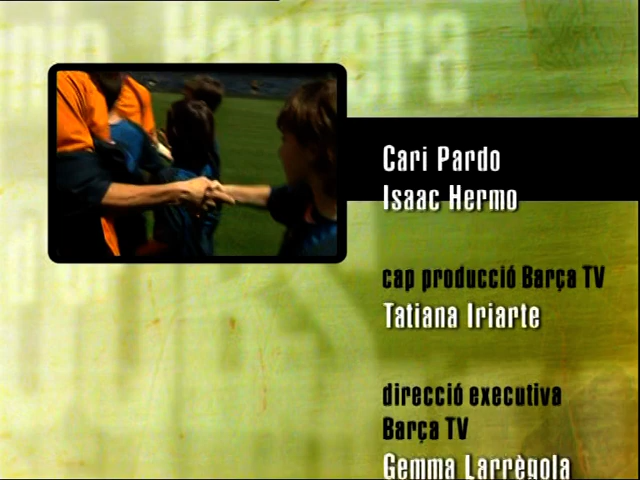 Cari Pardo
Isaac Hermo
cap producció Barça TV
Tatiana Iriarte
direcció executiva
Barça TV
Gemma Larrègola